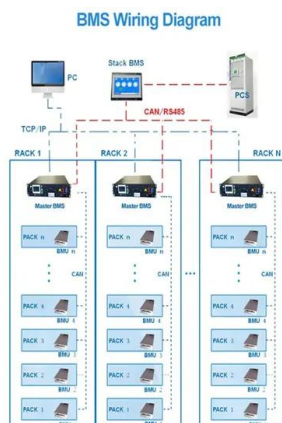 BMS Wiring Diagram
Stack BMS
PC
PCS
CAN/RS485
TCP/IP
RACK 1
RACK 2
RACK N
Master BMS
Master BMS
Master BMS
PACK n
PACK n
PACK n
BMU n
BMU n
BMU n
CAN
CAN
CAN
PACK 4
PACK 4
PACK 4
BMU 4
BMU 4
BMU 4
PACK 3
PACK 3
PACK 3
BMU 3
BMU 3
BMU 3
PACK 2
PACK 2
PACK 2
BMU 2
BMU 2
BMU 2
PACK 1
PACK 1
PACK 1